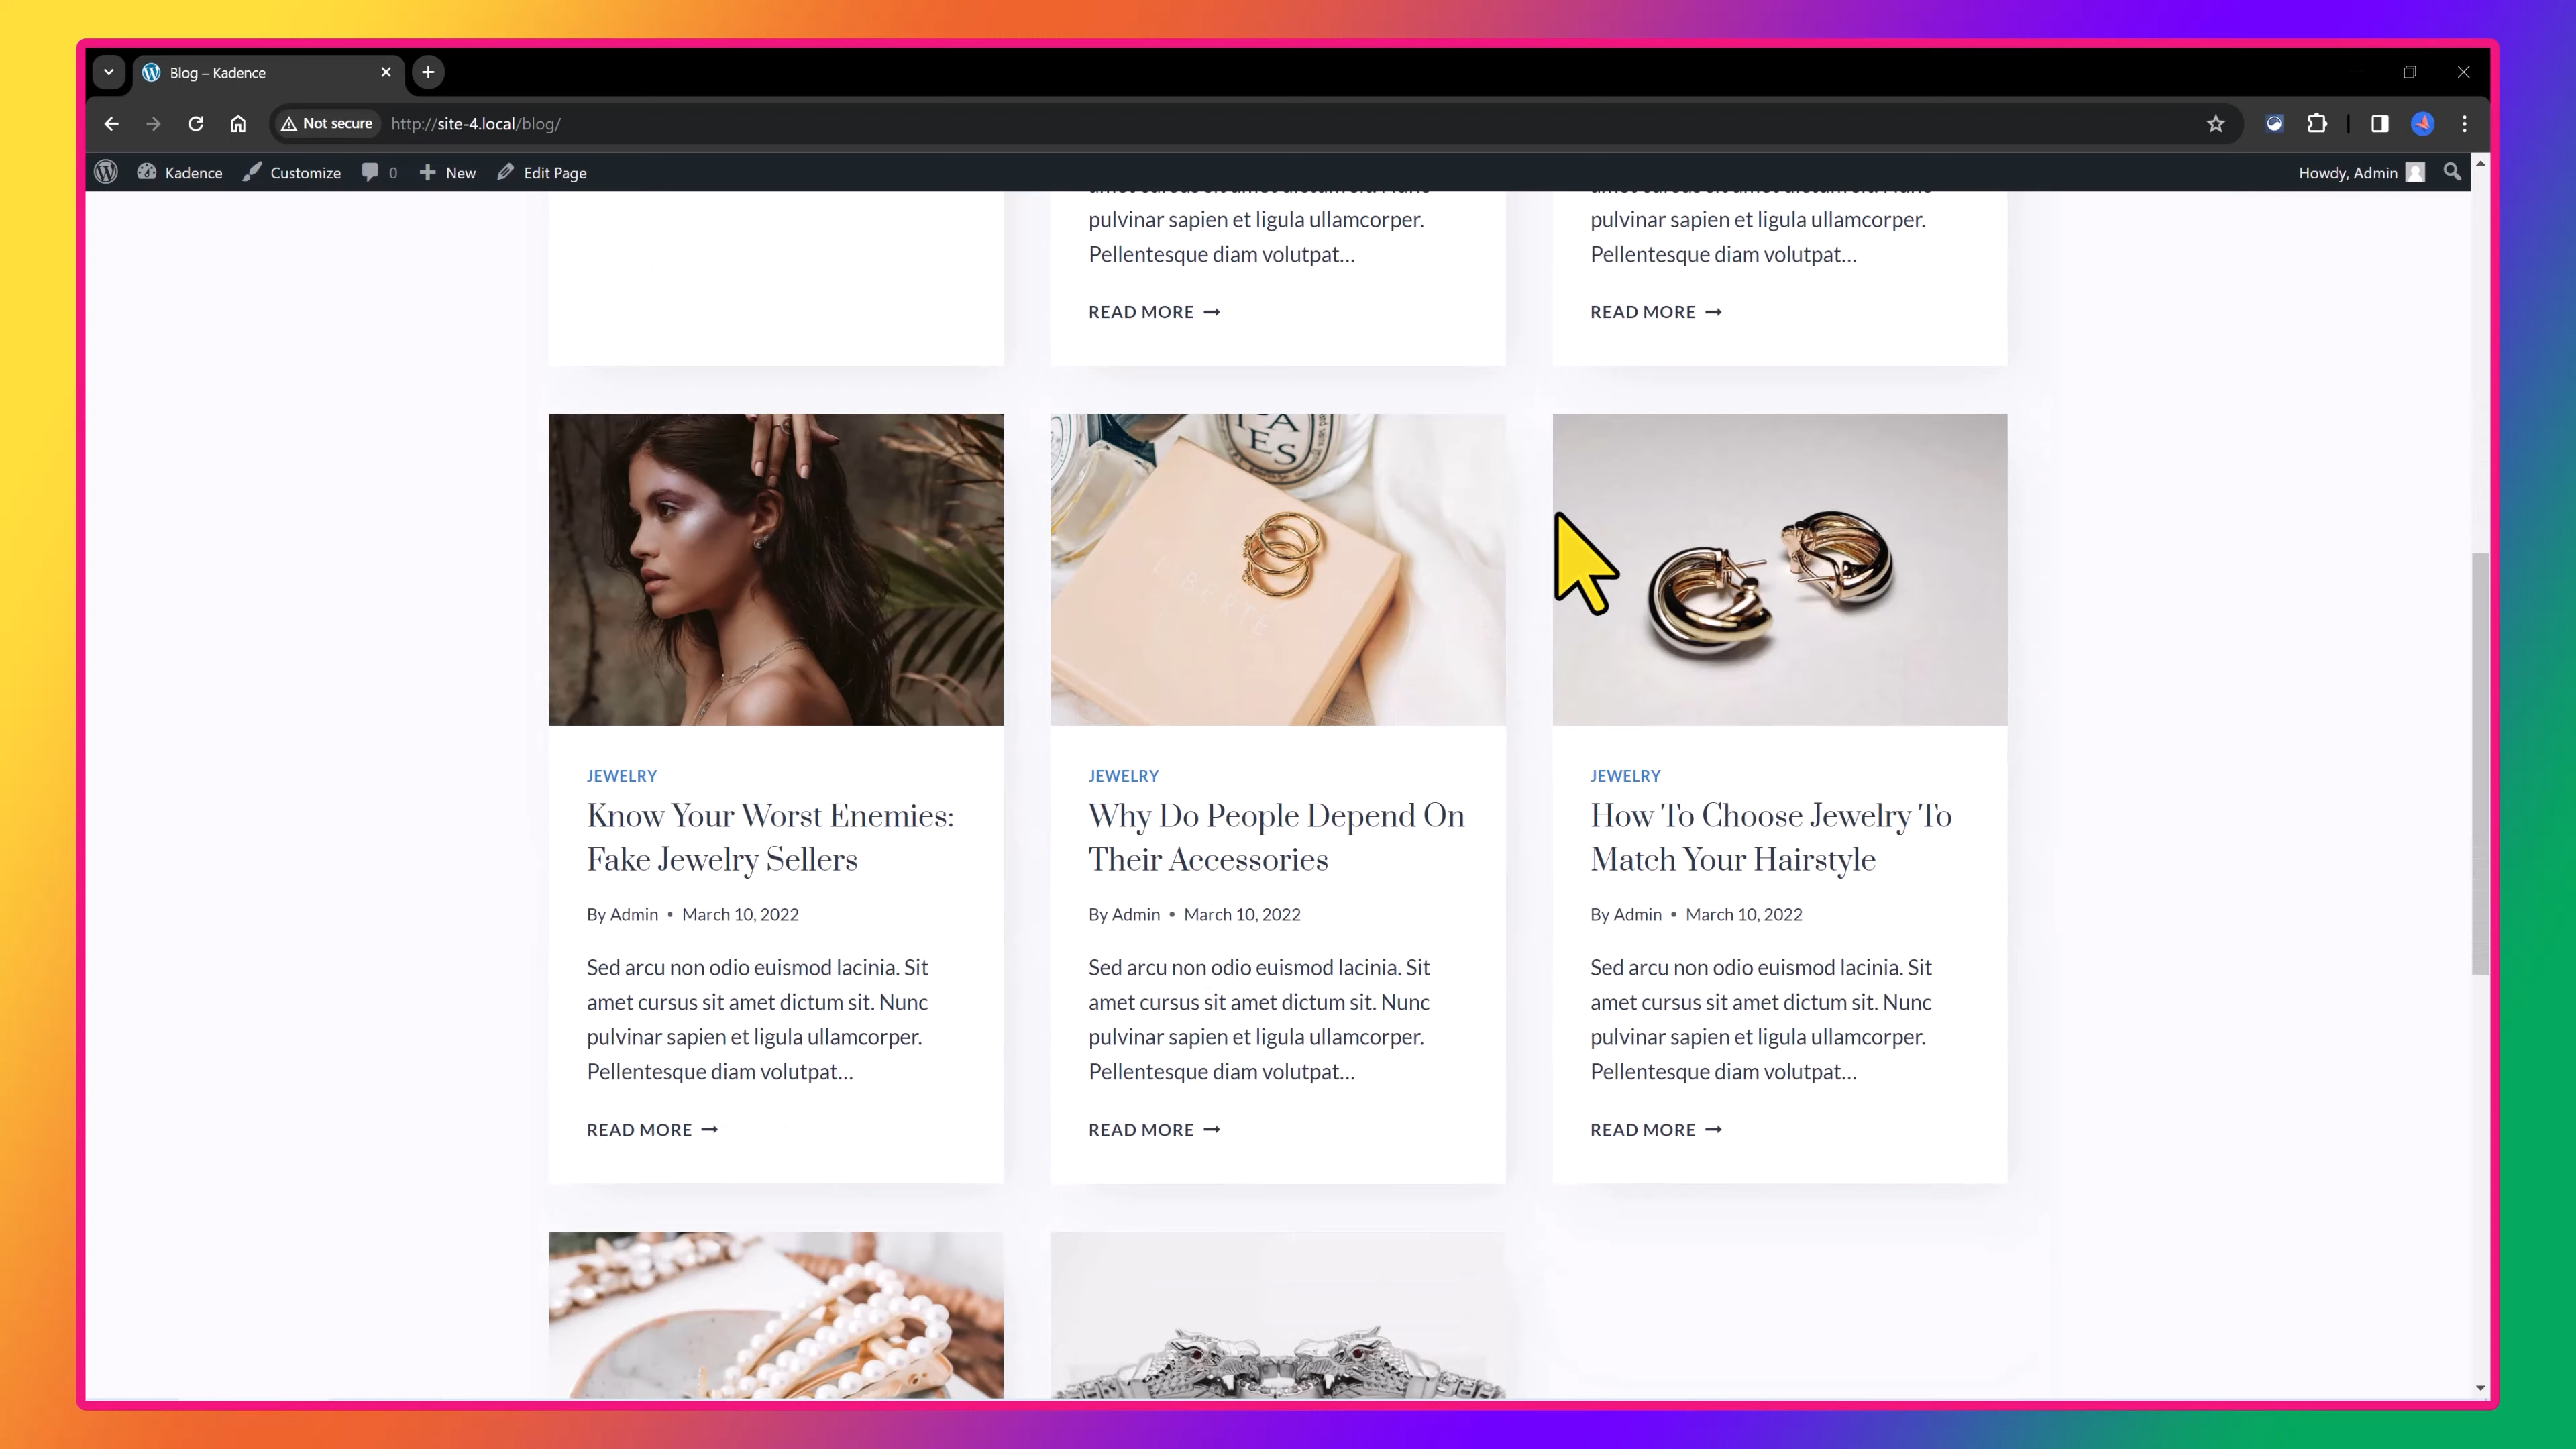 Blog – Kadence
Not secure
http://site-4.local/blog/
Kadence
Customize
0
New
Edit Page
Howdy, Admin
pulvinar sapien et ligula ullamcorper.
Pellentesque diam volutpat...
READ MORE
pulvinar sapien et ligula ullamcorper.
Pellentesque diam volutpat...
READ MORE
ES
LIBERTÉ
JEWELRY
Know Your Worst Enemies:
Fake Jewelry Sellers
By Admin • March 10, 2022
Sed arcu non odio euismod lacinia. Sit
amet cursus sit amet dictum sit. Nunc
pulvinar sapien et ligula ullamcorper.
Pellentesque diam volutpat...
READ MORE
JEWELRY
Why Do People Depend On
Their Accessories
By Admin • March 10, 2022
Sed arcu non odio euismod lacinia. Sit
amet cursus sit amet dictum sit. Nunc
pulvinar sapien et ligula ullamcorper.
Pellentesque diam volutpat...
READ MORE
JEWELRY
How To Choose Jewelry To
Match Your Hairstyle
By Admin • March 10, 2022
Sed arcu non odio euismod lacinia. Sit
amet cursus sit amet dictum sit. Nunc
pulvinar sapien et ligula ullamcorper.
Pellentesque diam volutpat...
READ MORE